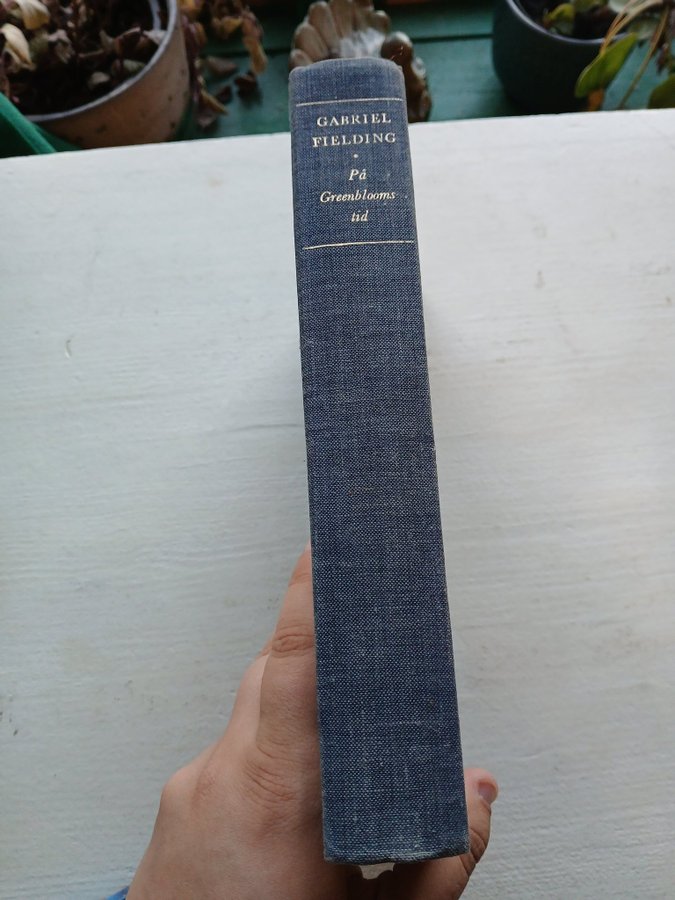 GABRIEL
FIELDING
•
På
Greenblooms
tid